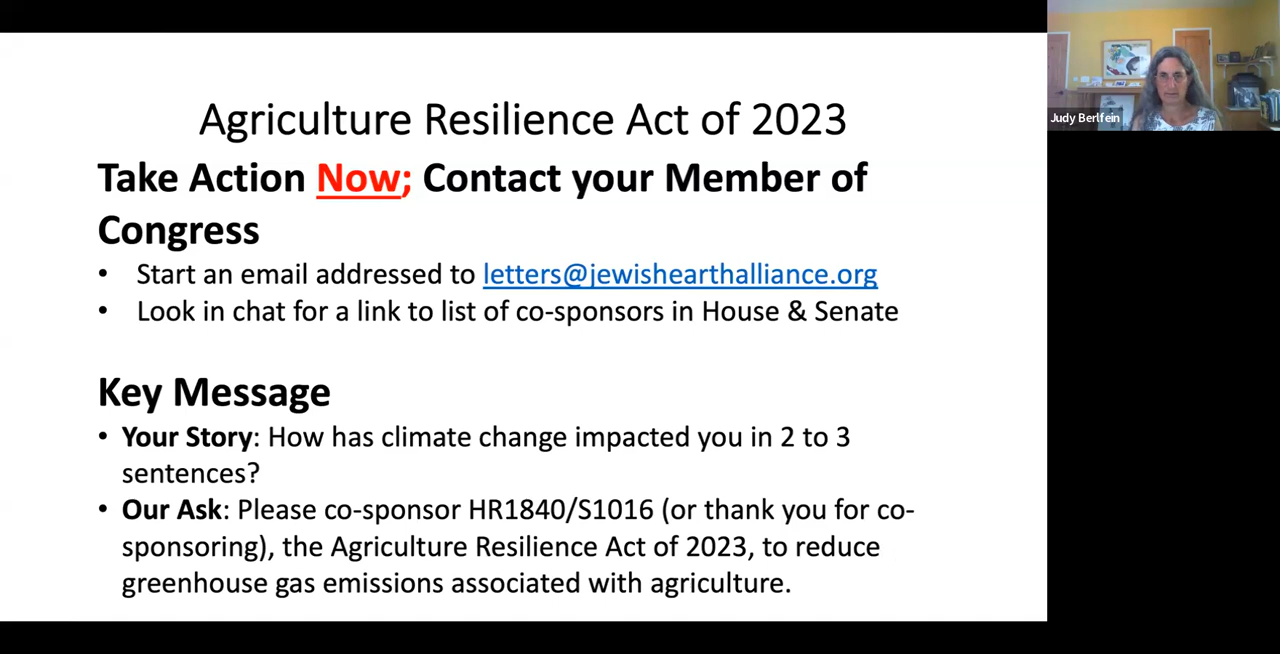 Agriculture Resilience Act of 2023
Take Action Now; Contact your Member of
Congress
• Start an email addressed to letters@jewishearthalliance.org
• Look in chat for a link to list of co-sponsors in House & Senate
Key Message
• Your Story: How has climate change impacted you in 2 to 3
sentences?
• Our Ask: Please co-sponsor HR1840/S1016 (or thank you for co-
sponsoring), the Agriculture Resilience Act of 2023, to reduce
greenhouse gas emissions associated with agriculture.
Judy Berlfein